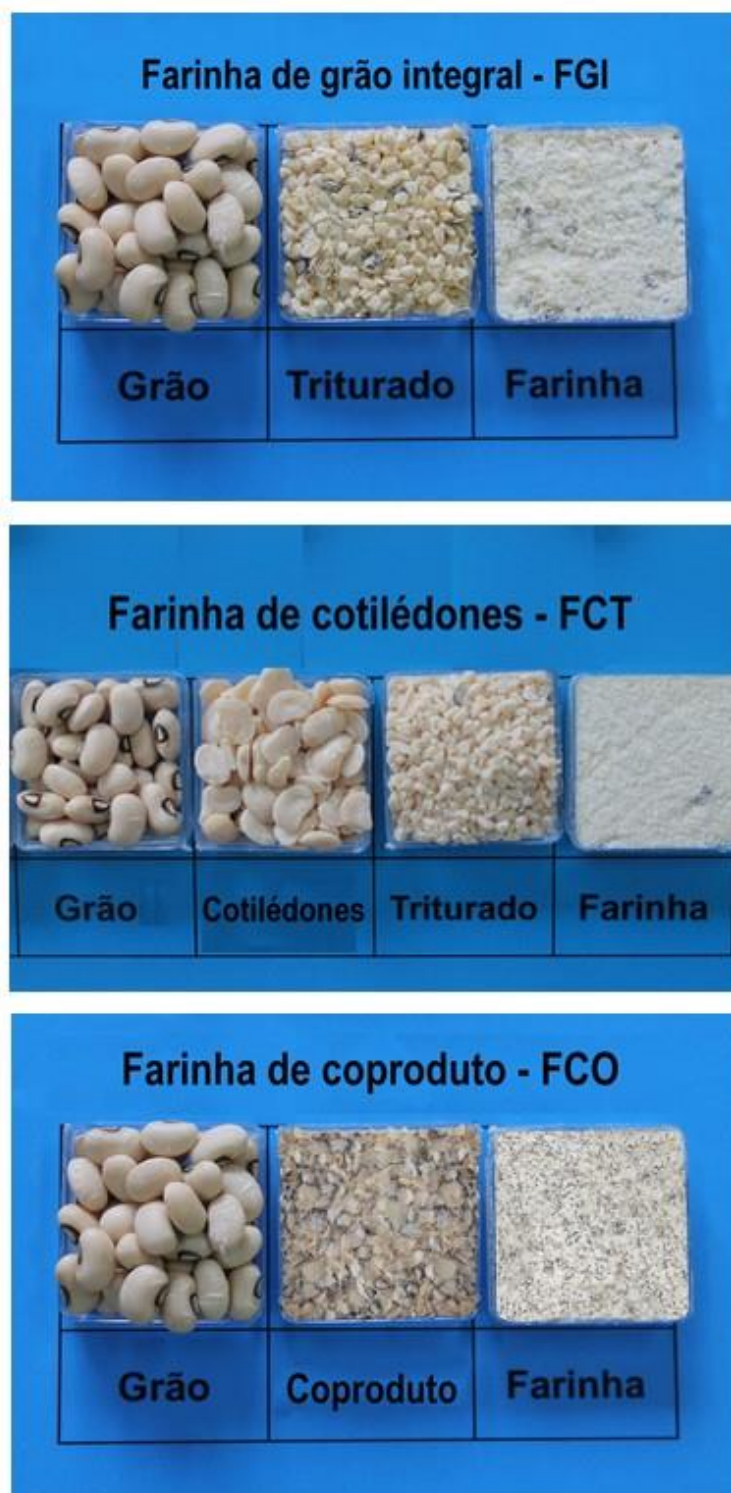 Farinha de grão integral - FGI
Grão Triturado Farinha
Farinha de cotilédones - FCT
Grão Cotilédones Triturado Farinha
Farinha de coproduto - FCO
Grão Coproduto Farinha